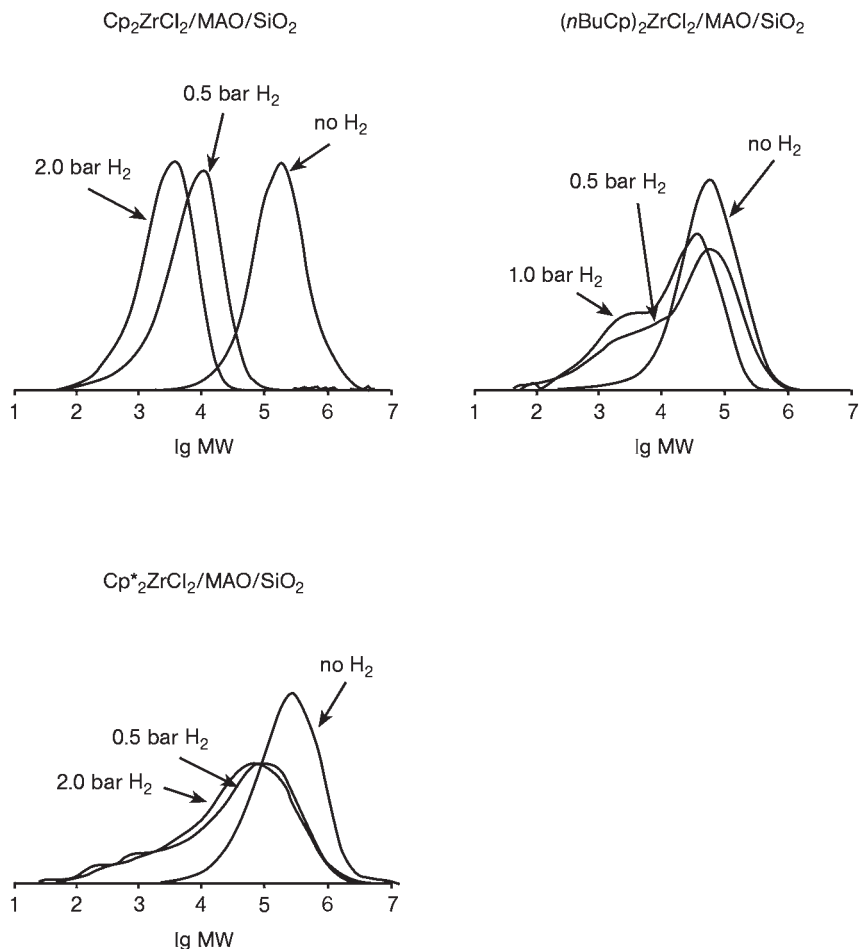 Cp₂ZrCl₂/MAO/SiO₂
0.5 bar H₂
no H₂
2.0 bar H₂
1 2 3 4 5 6 7
lg MW
(nBuCp)₂ZrCl₂/MAO/SiO₂
no H₂
0.5 bar H₂
1.0 bar H₂
1 2 3 4 5 6 7
lg MW
Cp*₂ZrCl₂/MAO/SiO₂
no H₂
0.5 bar H₂
2.0 bar H₂
1 2 3 4 5 6 7
lg MW